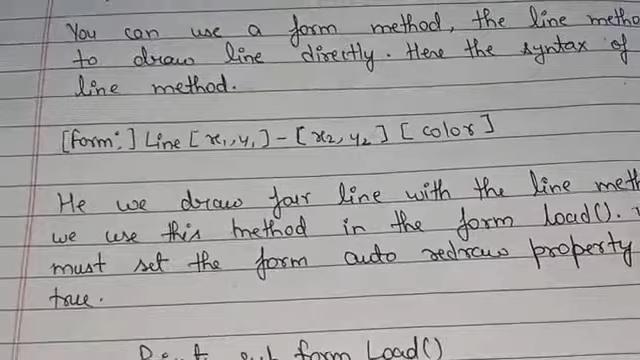 You can use a form method, the line metho
to draw line directly. Here the syntax of
line method.
[form:] Line [x1, y1] - [x2, y2] [color]
He we draw four line with the line meth
we use this method in the form load().
must set the form auto redraw property
true.
form Load()